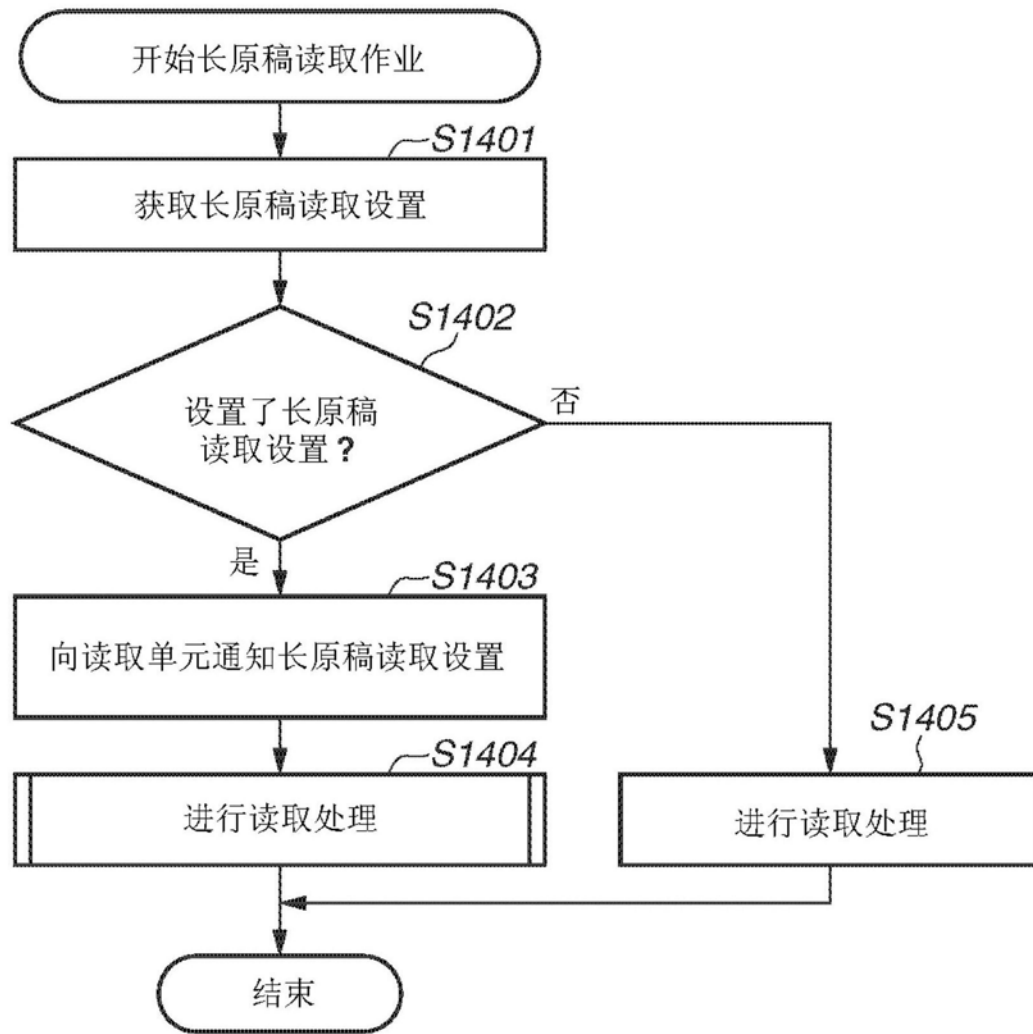 开始长原稿读取作业
S1401
获取长原稿读取设置
S1402
设置了长原稿
读取设置？
否
是
S1403
向读取单元通知长原稿读取设置
S1404
进行读取处理
S1405
进行读取处理
结束